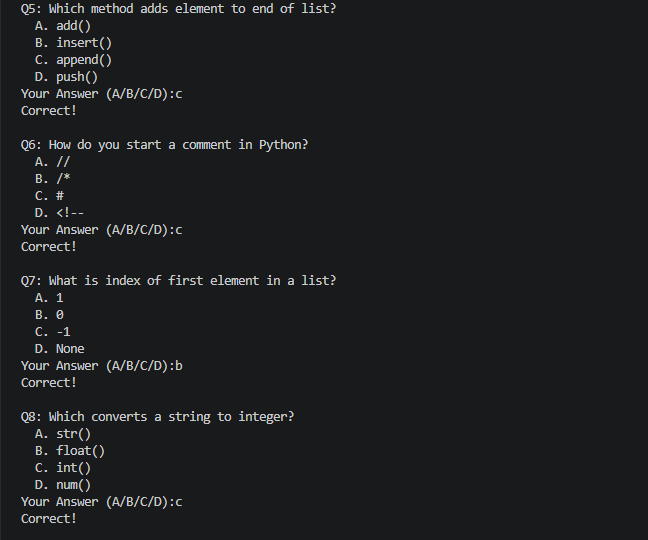 Q5: Which method adds element to end of list?
A. add()
B. insert()
C. append()
D. push()
Your Answer (A/B/C/D):c
Correct!
Q6: How do you start a comment in Python?
A. //
B. /*
C. #
D. <!--
Your Answer (A/B/C/D):c
Correct!
Q7: What is index of first element in a list?
A. 1
B. 0
C. -1
D. None
Your Answer (A/B/C/D):b
Correct!
Q8: Which converts a string to integer?
A. str()
B. float()
C. int()
D. num()
Your Answer (A/B/C/D):c
Correct!